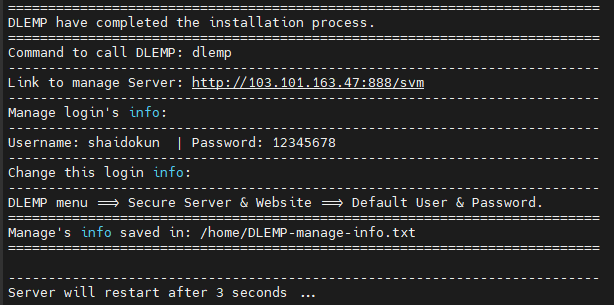 ===========================================================================
DLEMP have completed the installation process.
===========================================================================
Command to call DLEMP: dlemp
---------------------------------------------------------------------------
Link to manage Server: http://103.101.163.47:888/svm
---------------------------------------------------------------------------
Manage login's info:
---------------------------------------------------------------------------
Username: shaidokun  | Password: 12345678
---------------------------------------------------------------------------
Change this login info:
---------------------------------------------------------------------------
DLEMP menu ==> Secure Server & Website ==> Default User & Password.
===========================================================================
Manage's info saved in: /home/DLEMP-manage-info.txt
===========================================================================
---------------------------------------------------------------------------
Server will restart after 3 seconds ...